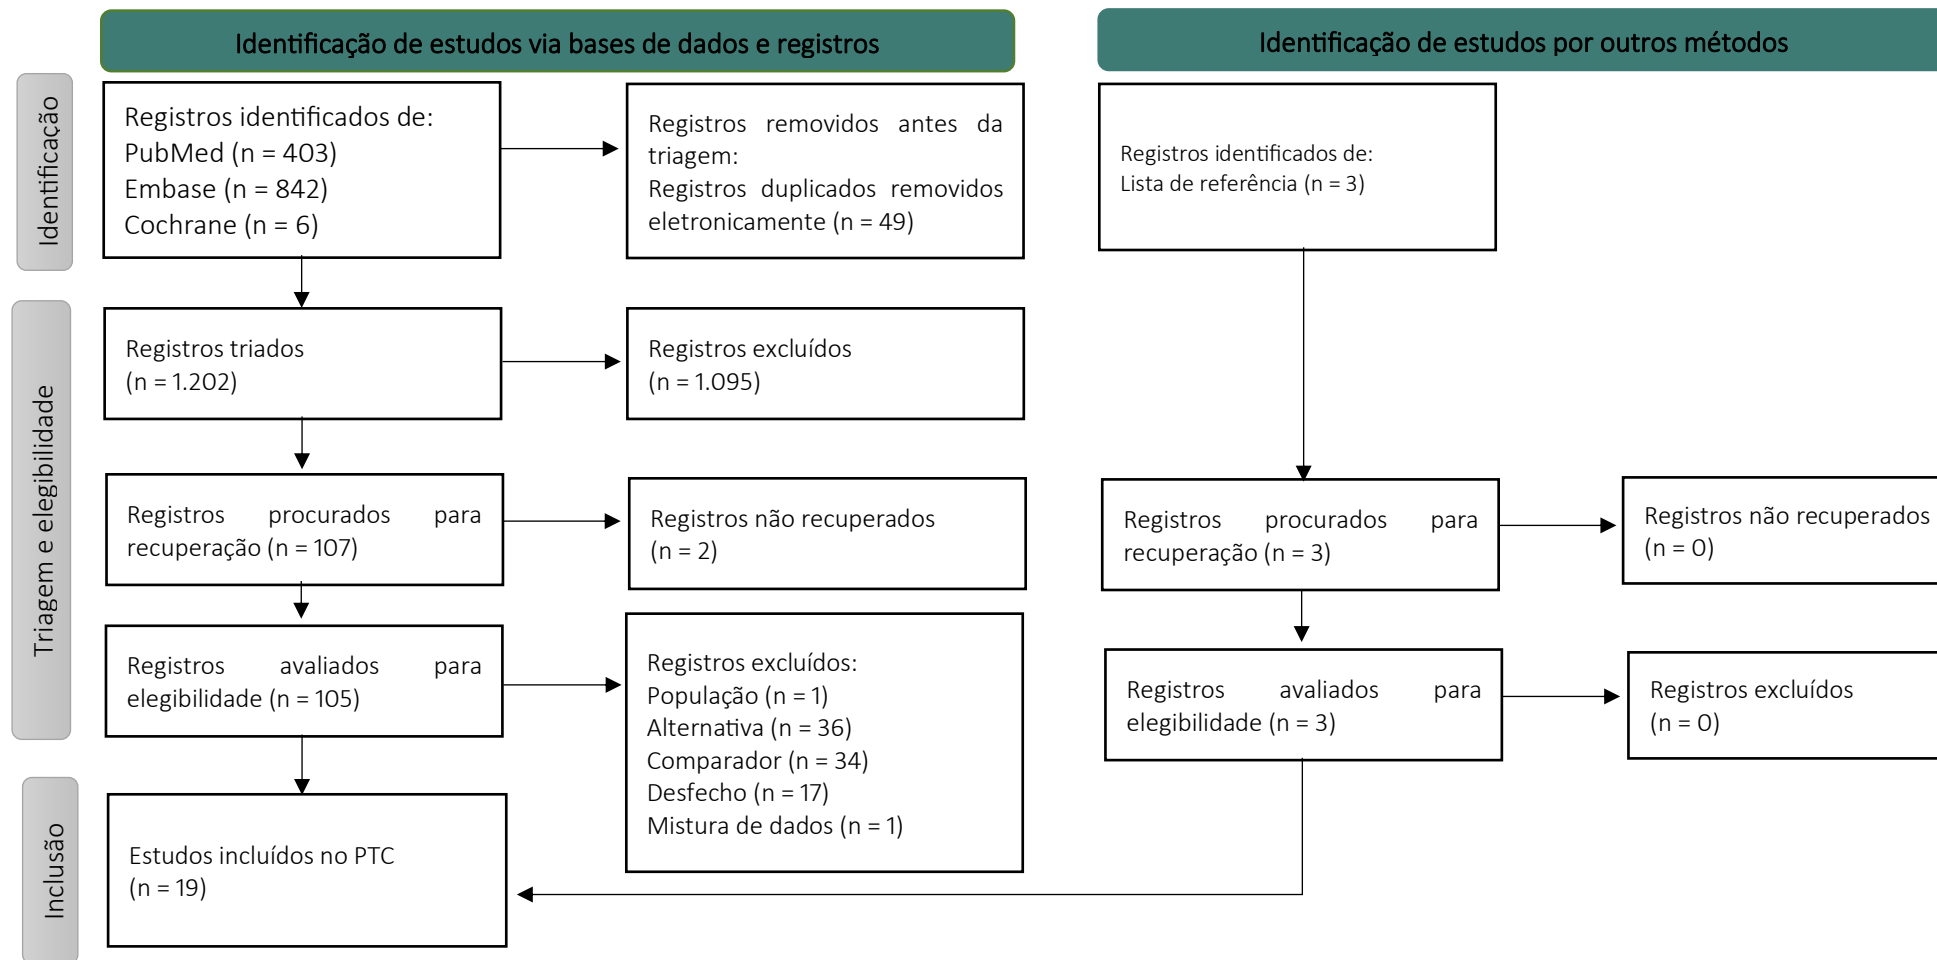 Identificação de estudos via bases de dados e registros
Identificação de estudos por outros métodos
Identificação
Registros identificados de:
PubMed (n = 403)
Embase (n = 842)
Cochrane (n = 6)
Registros removidos antes da
triagem:
Registros duplicados removidos
eletronicamente (n = 49)
Registros identificados de:
Lista de referência (n = 3)
Triagem e elegibilidade
Registros triados
(n = 1.202)
Registros excluídos
(n = 1.095)
Registros procurados para
recuperação (n = 107)
Registros não recuperados
(n = 2)
Registros procurados para
recuperação (n = 3)
Registros não recuperados
(n = 0)
Registros avaliados para
elegibilidade (n = 105)
Registros excluídos:
População (n = 1)
Alternativa (n = 36)
Comparador (n = 34)
Desfecho (n = 17)
Mistura de dados (n = 1)
Registros avaliados para
elegibilidade (n = 3)
Registros excluídos
(n = 0)
Inclusão
Estudos incluídos no PTC
(n = 19)